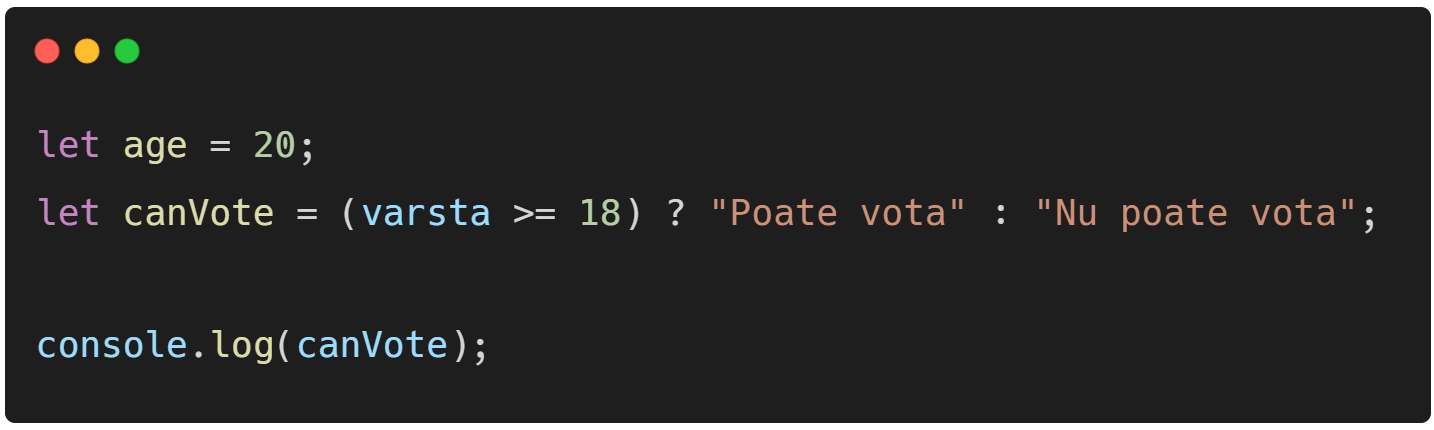 let age = 20;
let canVote = (varsta >= 18) ? "Poate vota" : "Nu poate vota";
console.log(canVote);